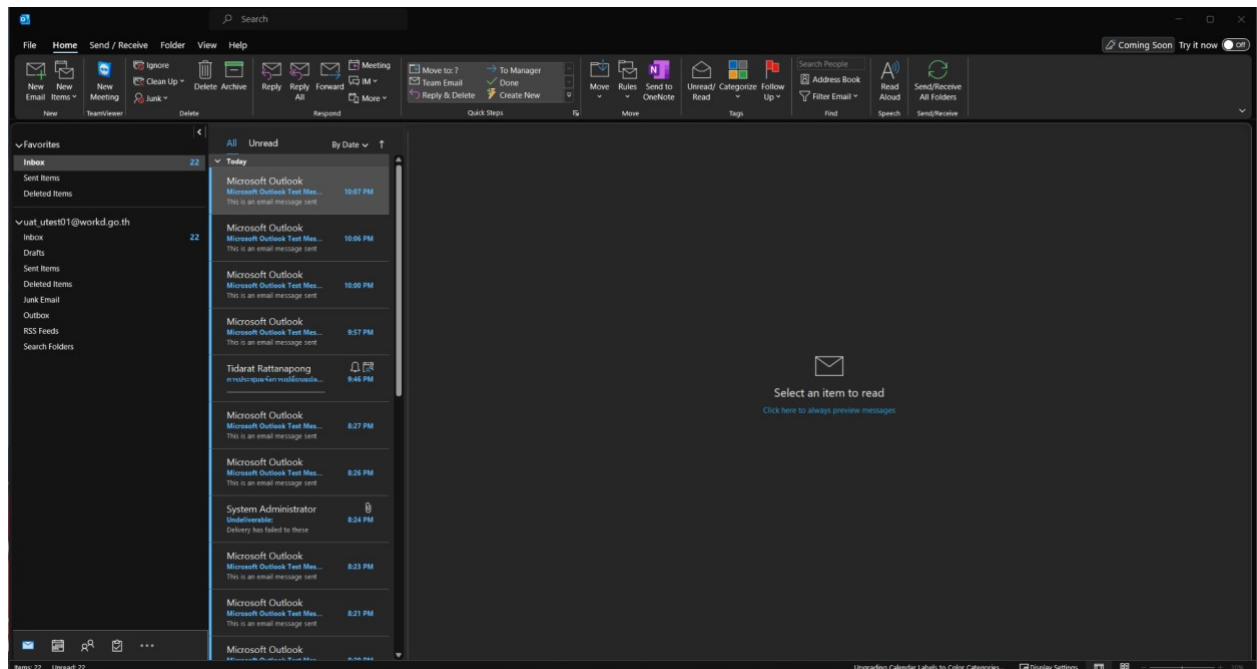 Search
File Home Send / Receive Folder View Help
Coming Soon Try it now Off
New Email
New Items
New Meeting
Ignore
Clean Up
Junk
Delete
Archive
Reply
Reply All
Forward
Meeting
IM
More
Move to: ?
Team Email
Reply & Delete
To Manager
Done
Create New
Move
Rules
Send to OneNote
Unread/ Read
Categorize
Follow Up
Search People
Address Book
Filter Email
Read Aloud
Send/Receive All Folders
New TeamViewer Delete Respond Quick Steps Move Tags Find Speech Send/Receive
Favorites
Inbox 22
Sent Items
Deleted Items
uat_utest01@workd.go.th
Inbox 22
Drafts
Sent Items
Deleted Items
Junk Email
Outbox
RSS Feeds
Search Folders
All Unread By Date
Today
Microsoft Outlook
Microsoft Outlook Test Mes... 10:07 PM
This is an email message sent
Microsoft Outlook
Microsoft Outlook Test Mes... 10:06 PM
This is an email message sent
Microsoft Outlook
Microsoft Outlook Test Mes... 10:00 PM
This is an email message sent
Microsoft Outlook
Microsoft Outlook Test Mes... 9:57 PM
This is an email message sent
Tidarat Rattanapong
9:46 PM
Microsoft Outlook
Microsoft Outlook Test Mes... 8:27 PM
This is an email message sent
Microsoft Outlook
Microsoft Outlook Test Mes... 8:26 PM
This is an email message sent
System Administrator
Undeliverable: 8:24 PM
Delivery has failed to these
Microsoft Outlook
Microsoft Outlook Test Mes... 8:23 PM
This is an email message sent
Microsoft Outlook
Microsoft Outlook Test Mes... 8:21 PM
This is an email message sent
Microsoft Outlook
Microsoft Outlook Test Mes...
Select an item to read
Click here to always preview messages
Items: 22 Unread: 22
Upgrading Calendar Labels to Color Categories. Display Settings